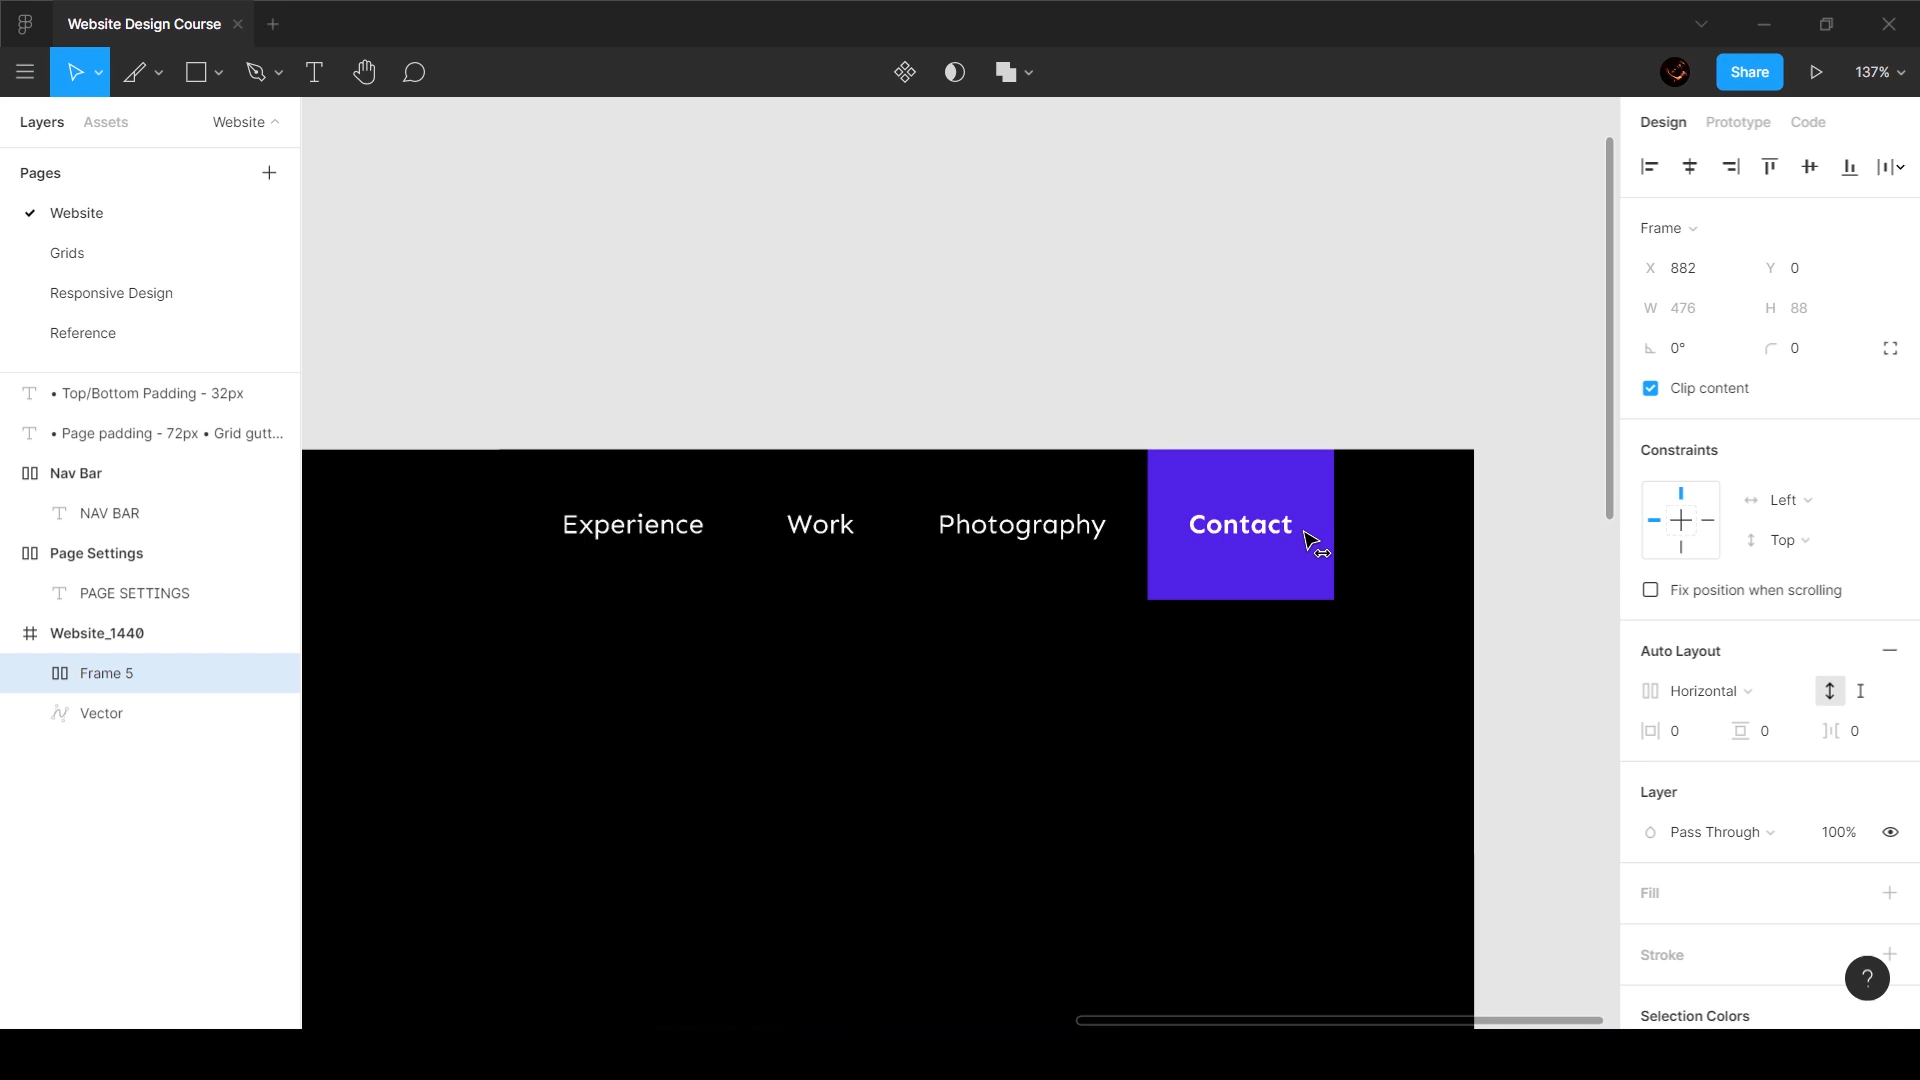 Website Design Course
Share
137%
Layers
Assets
Website
Pages
Website
Grids
Responsive Design
Reference
• Top/Bottom Padding - 32px
• Page padding - 72px • Grid gutt...
Nav Bar
NAV BAR
Page Settings
PAGE SETTINGS
Website_1440
Frame 5
Vector
Experience
Work
Photography
Contact
Design
Prototype
Code
Frame
X 882 Y 0
W 476 H 88
0° 0
Clip content
Constraints
Left
Top
Fix position when scrolling
Auto Layout
Horizontal
0 0 0
Layer
Pass Through 100%
Fill
Stroke
?
Selection Colors